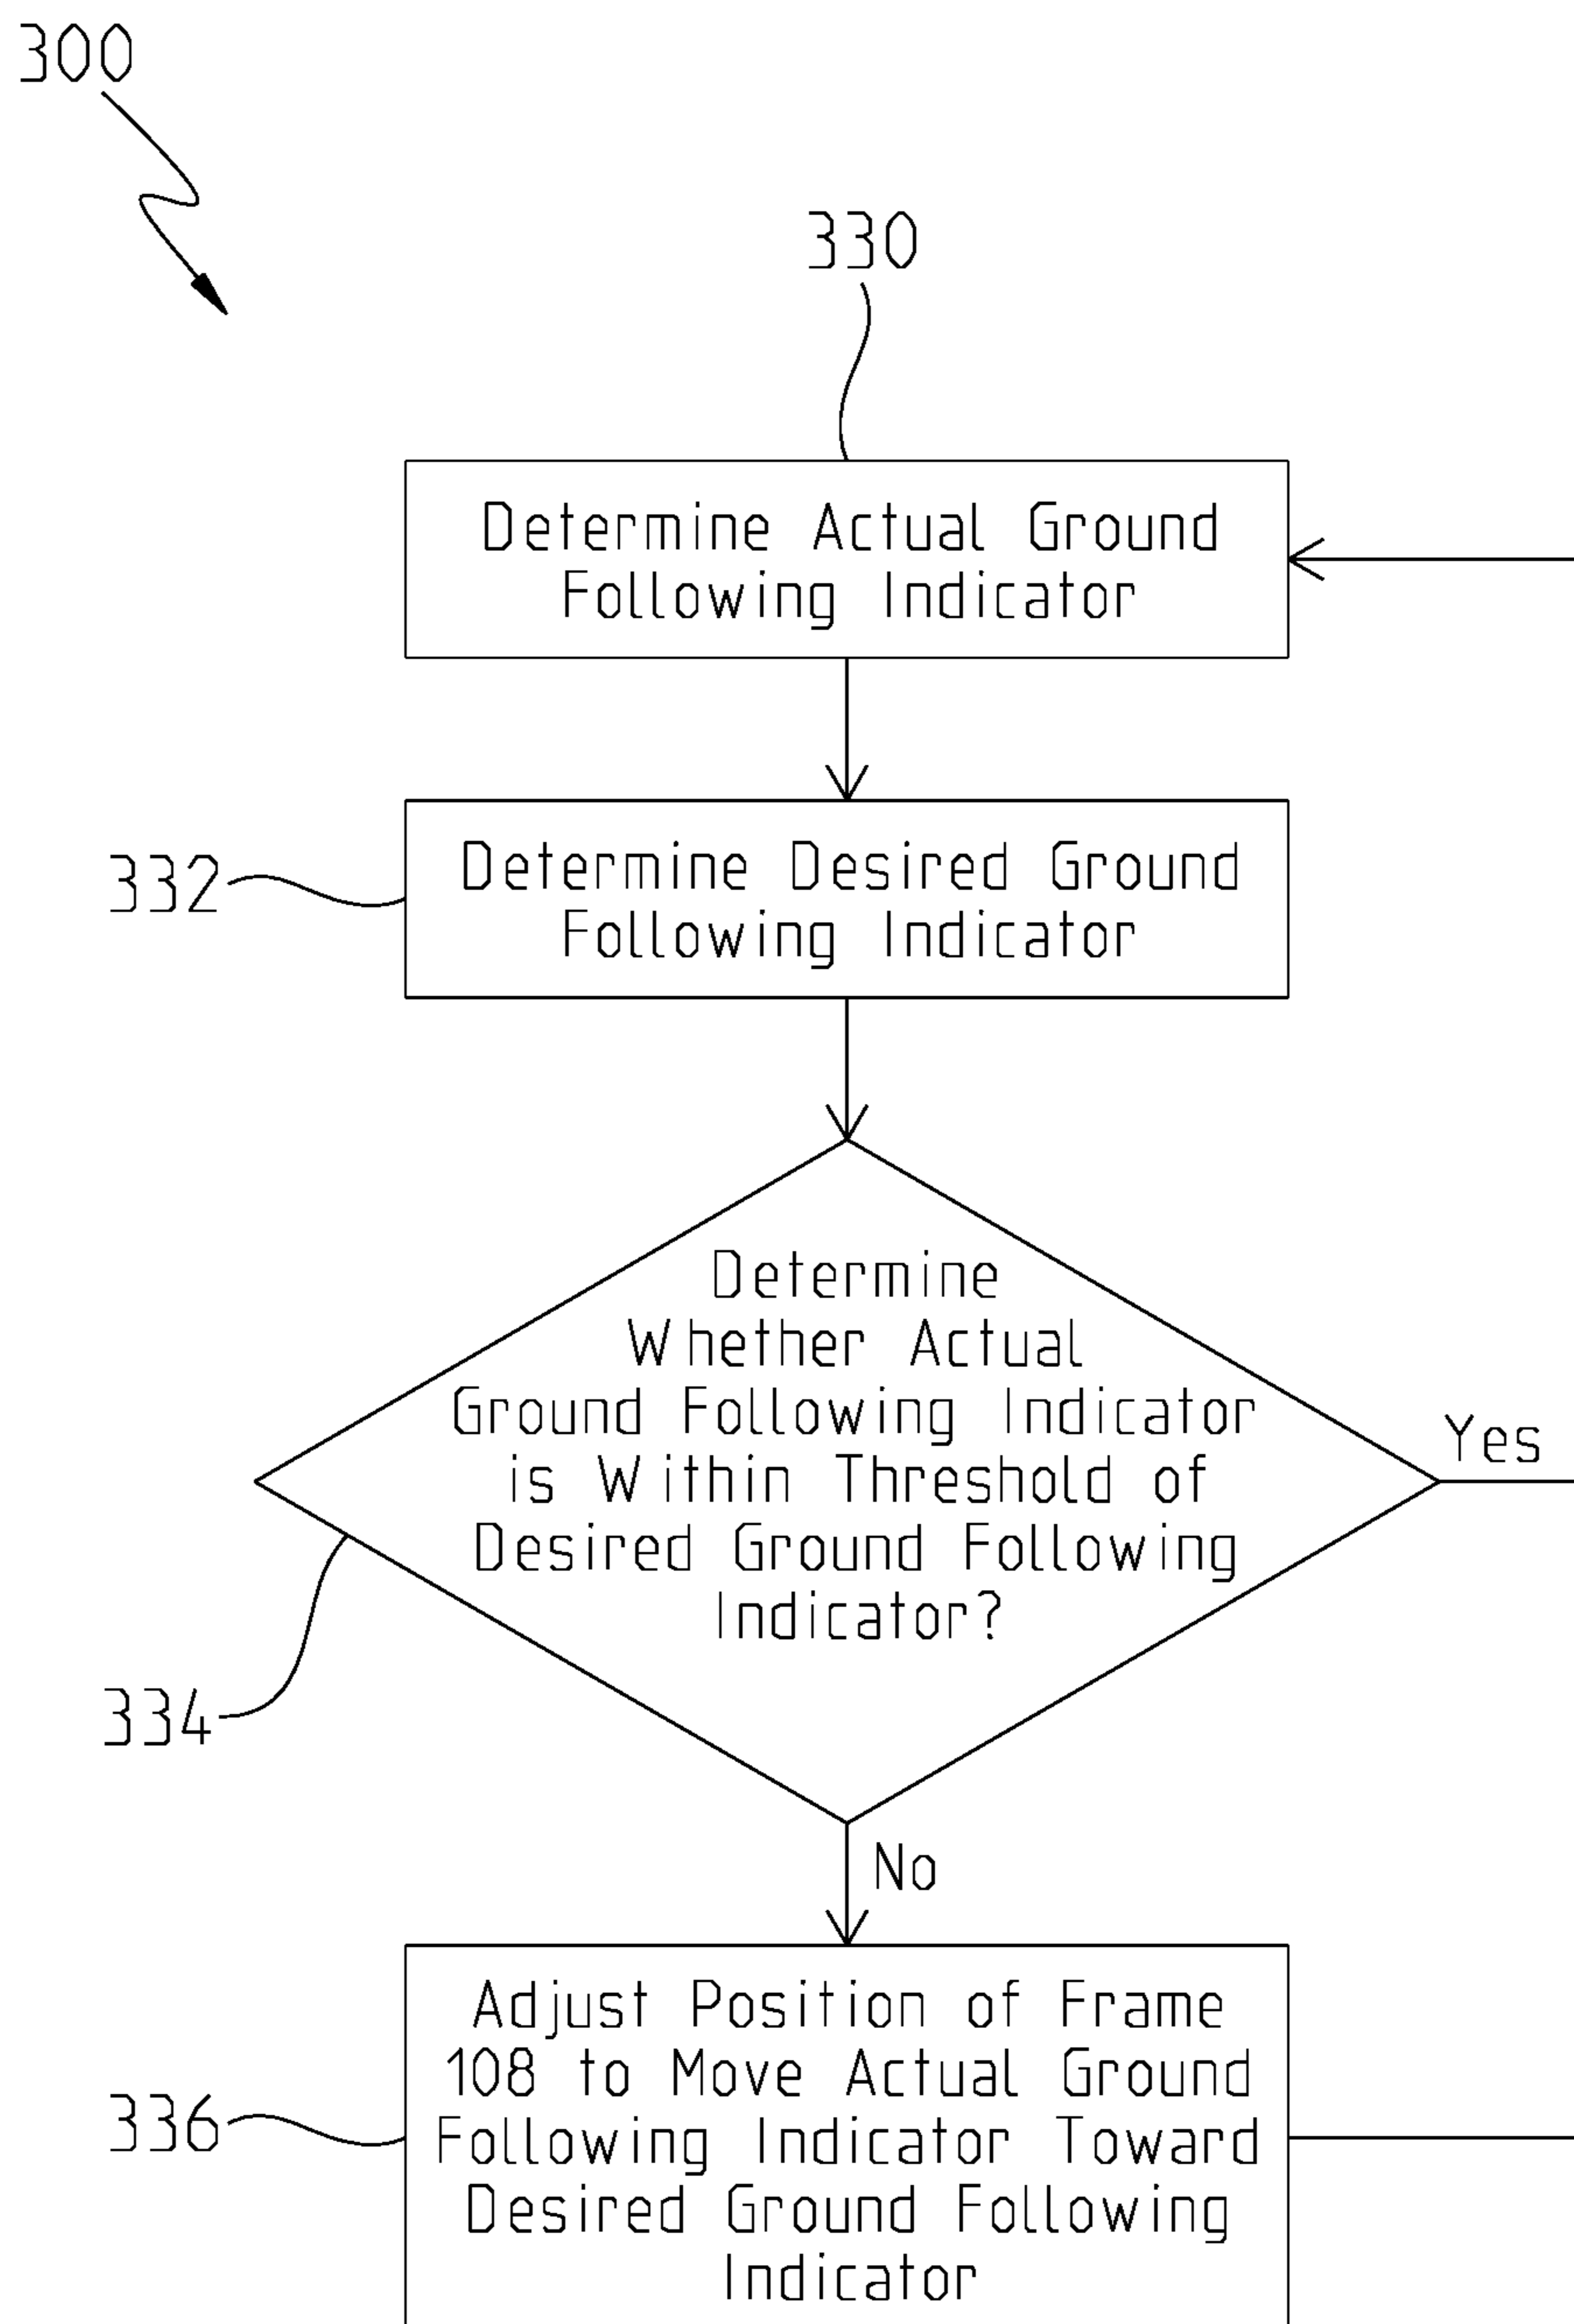 300
330
Determine Actual Ground
Following Indicator
332
Determine Desired Ground
Following Indicator
Determine
Whether Actual
Ground Following Indicator
is Within Threshold of
Desired Ground Following
Indicator?
Yes
334
No
Adjust Position of Frame
108 to Move Actual Ground
Following Indicator Toward
Desired Ground Following
Indicator
336